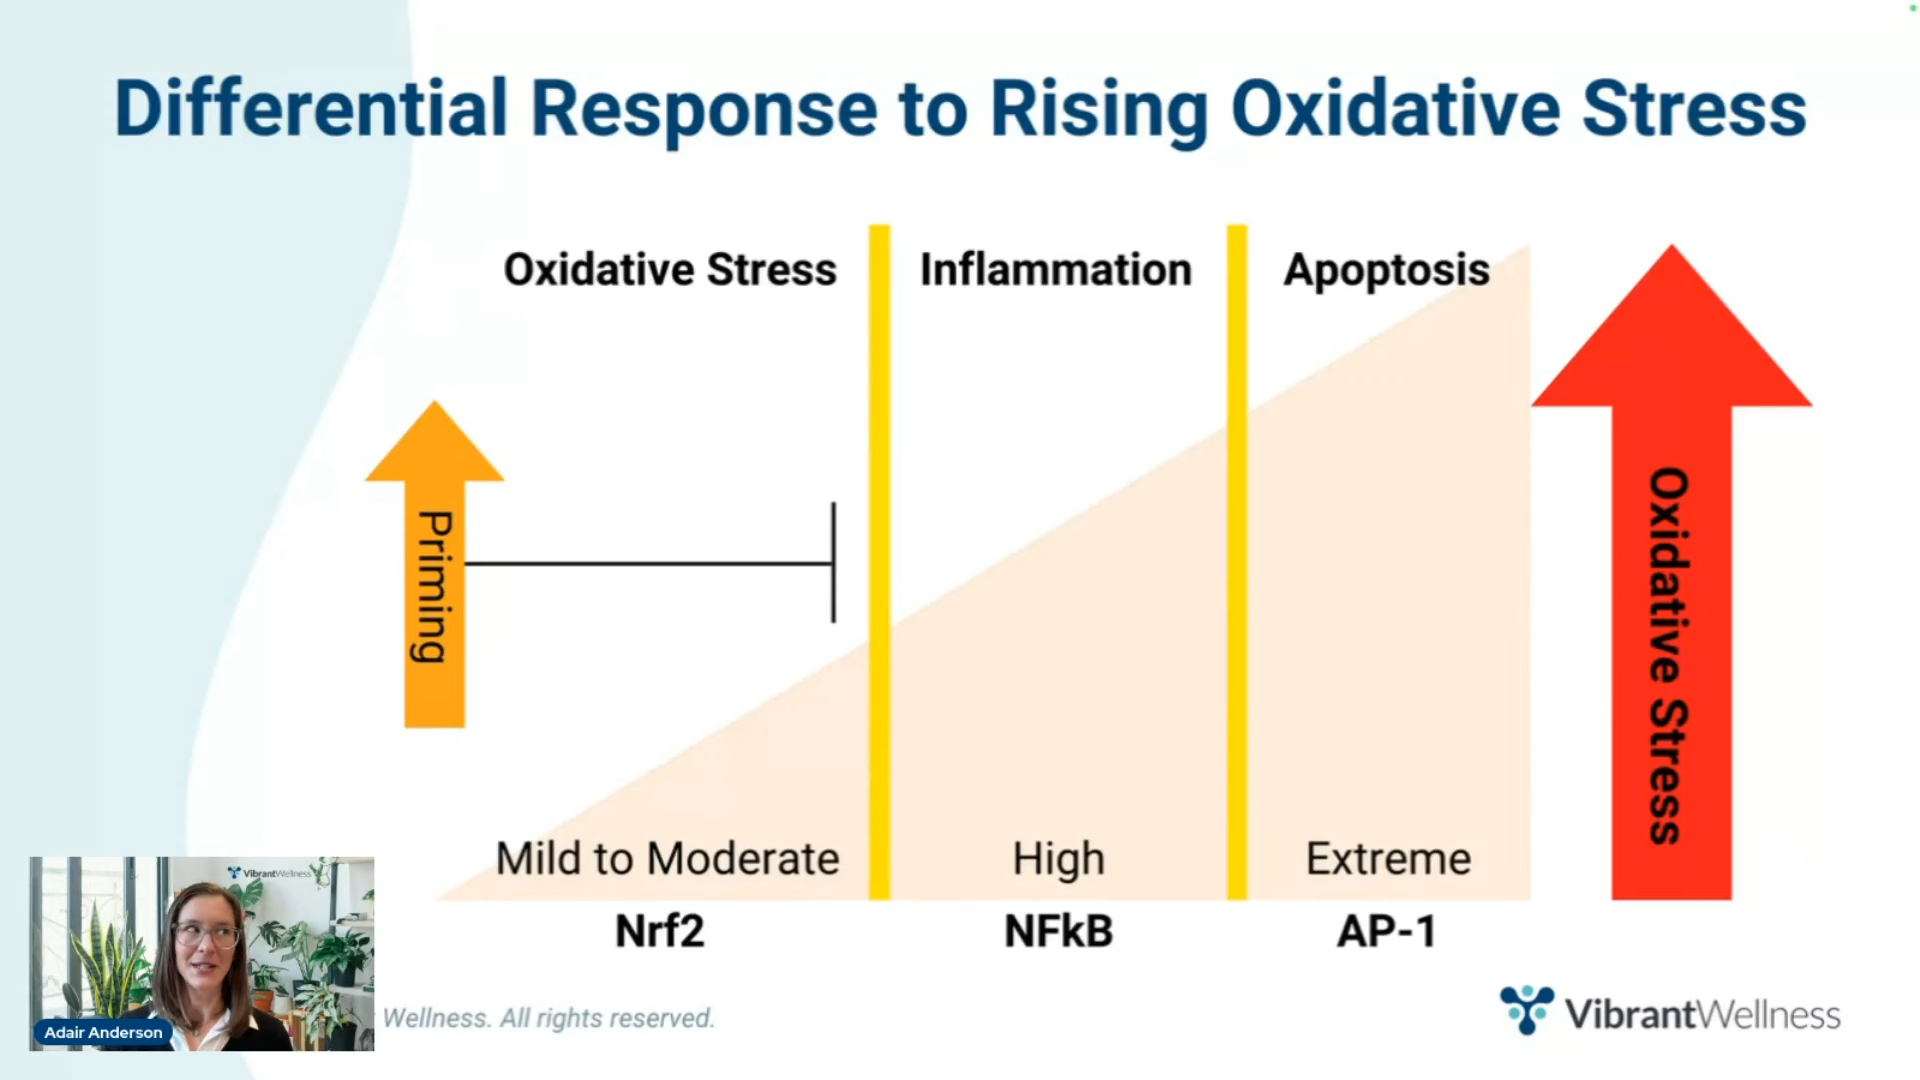 Differential Response to Rising Oxidative Stress
Oxidative Stress
Inflammation
Apoptosis
Priming
Oxidative Stress
Mild to Moderate
High
Extreme
Nrf2
NFkB
AP-1
VibrantWellness
Adair Anderson
Wellness. All rights reserved.
VibrantWellness